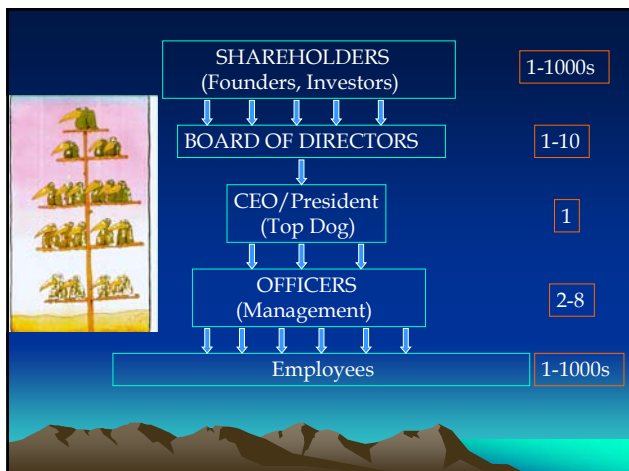 SHAREHOLDERS
(Founders, Investors)
1-1000s
BOARD OF DIRECTORS
1-10
CEO/President
(Top Dog)
1
OFFICERS
(Management)
2-8
Employees
1-1000s